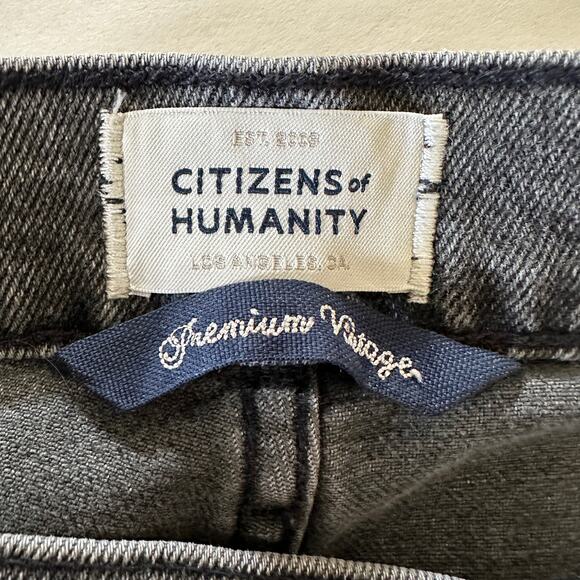 EST. 2003
CITIZENS of
HUMANITY
LOS ANGELES, CA.
Premium Vintage